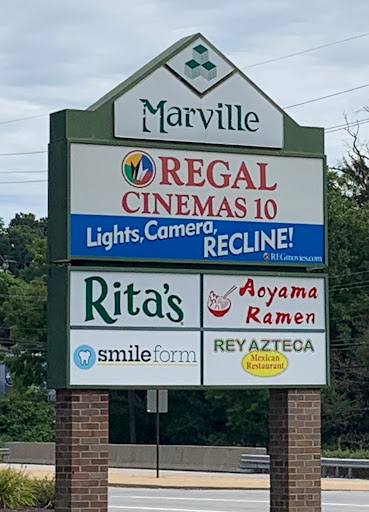 Marville
REGAL
CINEMAS 10
Lights, Camera,
RECLINE!
REGmovies.com
Rita's
Aoyama
Ramen
smileform
REY AZTECA
Mexican
Restaurant